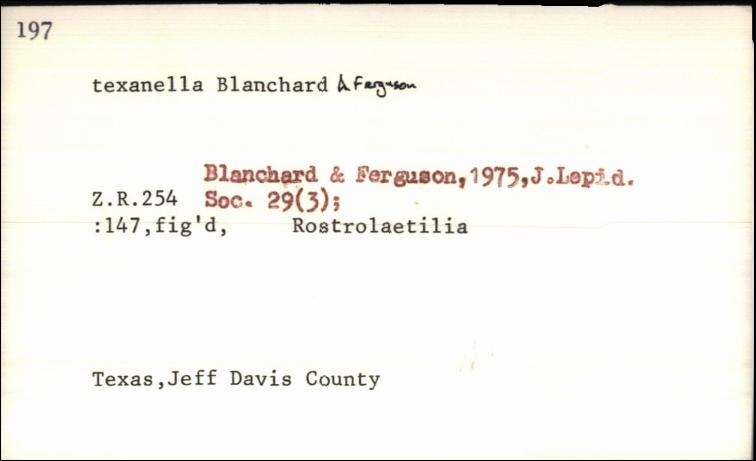 197
texanella Blanchard & Ferguson
Blanchard & Ferguson,1975,J.Lepid.
Z.R.254 Soc. 29(3);
:147,fig'd, Rostrolaetilia
Texas,Jeff Davis County